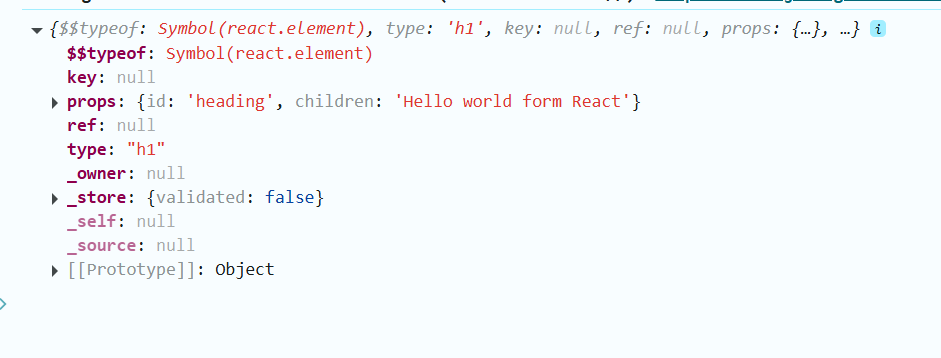 {$$typeof: Symbol(react.element), type: 'h1', key: null, ref: null, props: {…}, …} i
$$typeof: Symbol(react.element)
key: null
props: {id: 'heading', children: 'Hello world form React'}
ref: null
type: "h1"
_owner: null
_store: {validated: false}
_self: null
_source: null
[[Prototype]]: Object